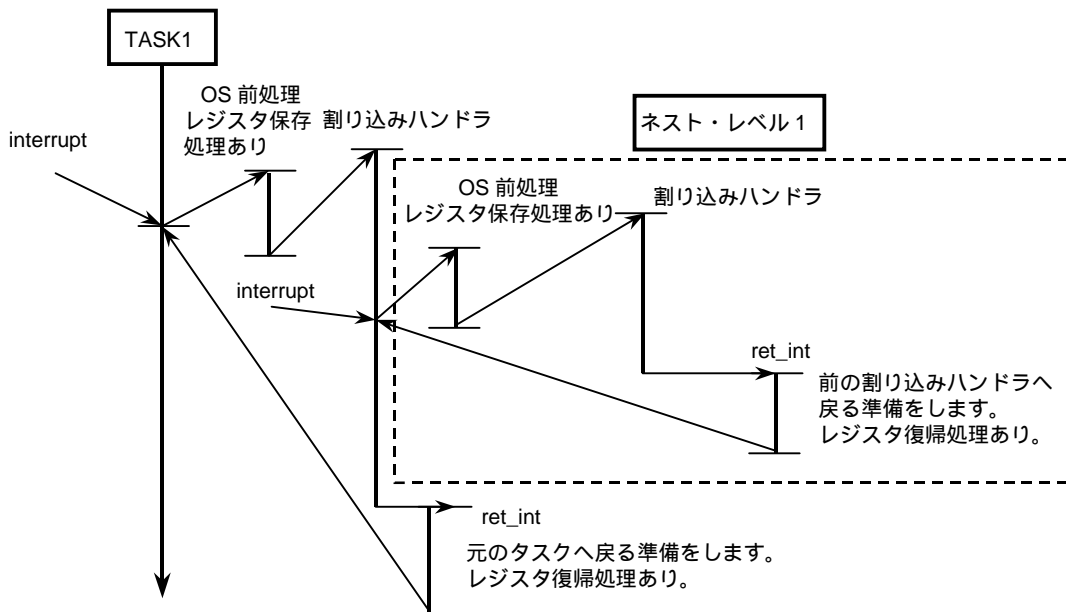 TASK1
OS 前処理
レジスタ保存
処理あり
割り込みハンドラ
interrupt
ネスト・レベル 1
OS 前処理
レジスタ保存処理あり
割り込みハンドラ
interrupt
ret_int
前の割り込みハンドラへ
戻る準備をします。
レジスタ復帰処理あり。
ret_int
元のタスクへ戻る準備をします。
レジスタ復帰処理あり。